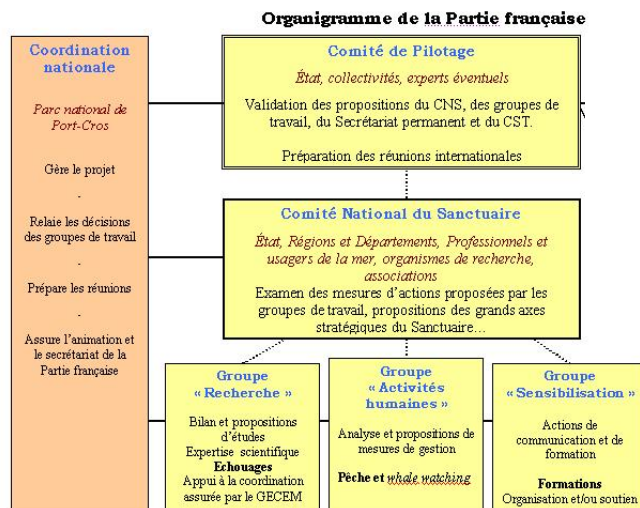 Organigramme de la Partie française
Coordination
nationale
Parc national de
Port-Cros
Gère le projet
-
Relaie les décisions
des groupes de travail
-
Prépare les réunions
-
Assure l'animation et
le secrétariat de la
Partie française
Comité de Pilotage
État, collectivités, experts éventuels
Validation des propositions du CNS, des groupes de
travail, du Secrétariat permanent et du CST.
Préparation des réunions internationales
Comité National du Sanctuaire
État, Régions et Départements, Professionnels et
usagers de la mer, organismes de recherche,
associations
Examen des mesures d'actions proposées par les
groupes de travail, propositions des grands axes
stratégiques du Sanctuaire…
Groupe
« Recherche »
Bilan et propositions
d'études
Expertise scientifique
Echouages
Appui à la coordination
assurée par le GECEM
Groupe
« Activités
humaines »
Analyse et propositions de
mesures de gestion
Pêche et whale watching
Groupe
« Sensibilisation »
Actions de
communication et de
formation
Formations
Organisation et/ou soutien